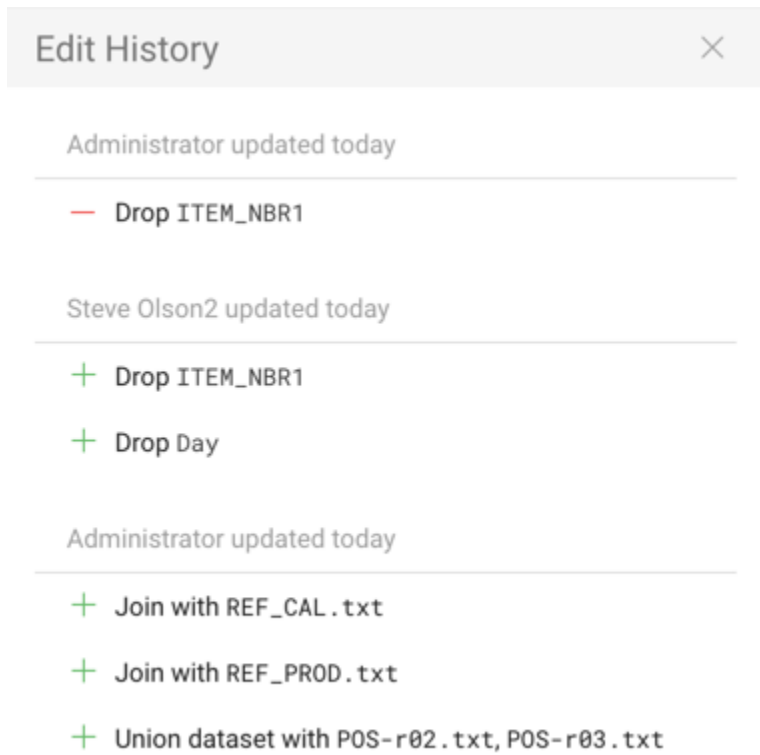 Edit History
Administrator updated today
Drop ITEM_NBR1
Steve Olson2 updated today
Drop ITEM_NBR1
Drop Day
Administrator updated today
Join with REF_CAL.txt
Join with REF_PROD.txt
Union dataset with POS-r02.txt, POS-r03.txt